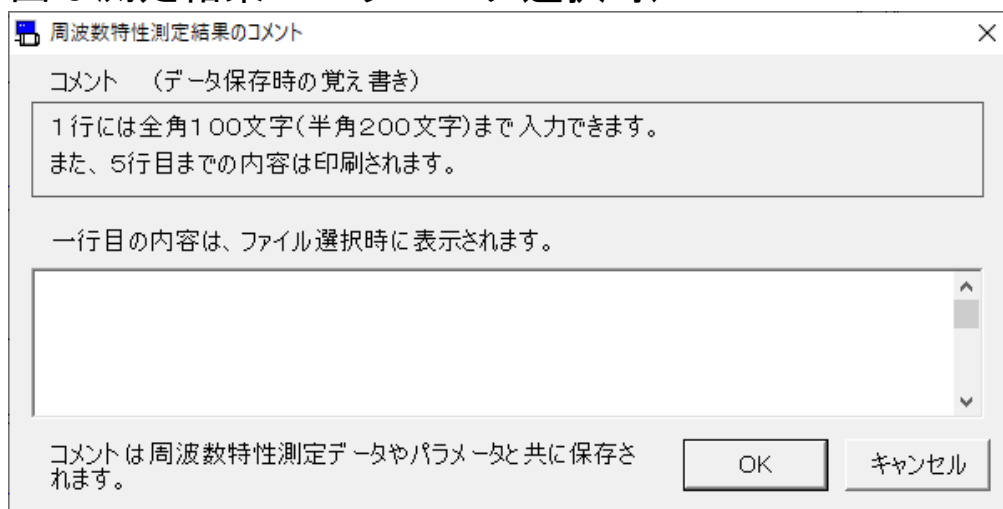 周波数特性測定結果のコメント
コメント （データ保存時の覚え書き）
1行には全角100文字(半角200文字)まで入力できます。
また、5行目までの内容は印刷されます。
一行目の内容は、ファイル選択時に表示されます。
コメントは周波数特性測定データやパラメータと共に保存さ
れます。
OK
キャンセル